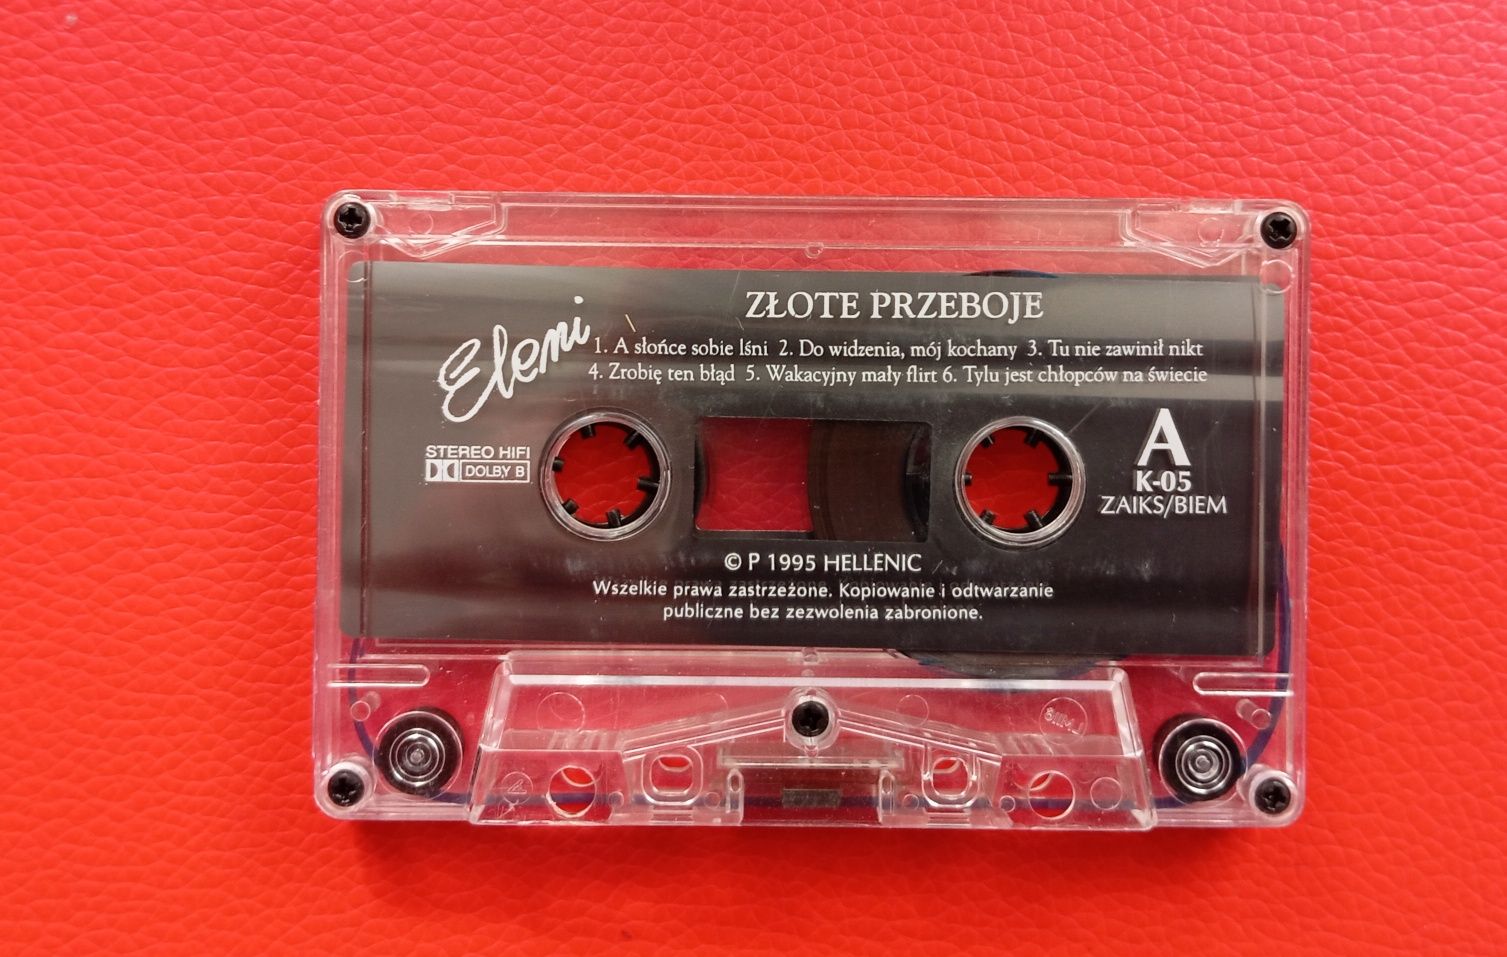 Eleni
ZŁOTE PRZEBOJE
1. A słońce sobie lśni 2. Do widzenia, mój kochany 3. Tu nie zawinił nikt
4. Zrobię ten błąd 5. Wakacyjny mały flirt 6. Tylu jest chłopców na świecie
STEREO HIFI
DOLBY B
A
K-05
ZAIKS/BIEM
© P 1995 HELLENIC
Wszelkie prawa zastrzeżone. Kopiowanie i odtwarzanie
publiczne bez zezwolenia zabronione.